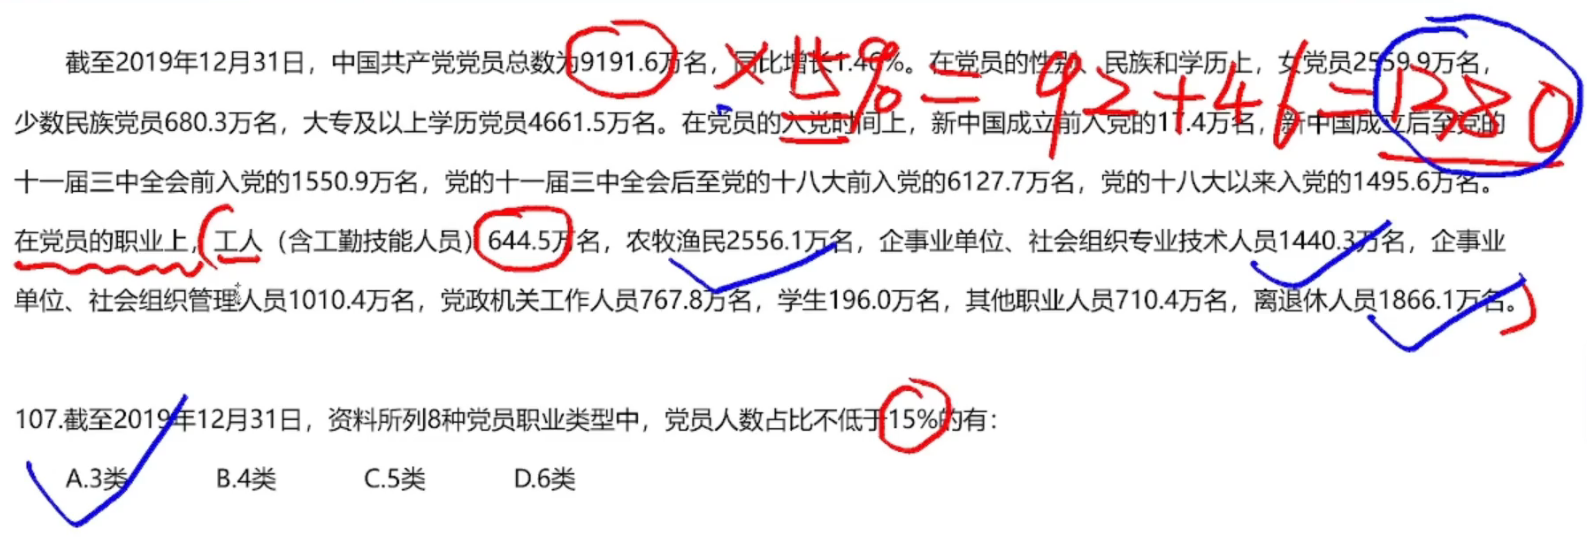 截至2019年12月31日，中国共产党党员总数为9191.6万名，同比增长1.46%。在党员的性别、民族和学历上，女党员2559.9万名，
×15%=92+46=1380
少数民族党员680.3万名，大专及以上学历党员4661.5万名。在党员的入党时间上，新中国成立前入党的17.4万名，新中国成立后至党的
十一届三中全会前入党的1550.9万名，党的十一届三中全会后至党的十八大前入党的6127.7万名，党的十八大以来入党的1495.6万名。
在党员的职业上，工人（含工勤技能人员）644.5万名，农牧渔民2556.1万名，企事业单位、社会组织专业技术人员1440.3万名，企事业
单位、社会组织管理人员1010.4万名，党政机关工作人员767.8万名，学生196.0万名，其他职业人员710.4万名，离退休人员1866.1万名。
107.截至2019年12月31日，资料所列8种党员职业类型中，党员人数占比不低于15%的有：
A.3类 B.4类 C.5类 D.6类